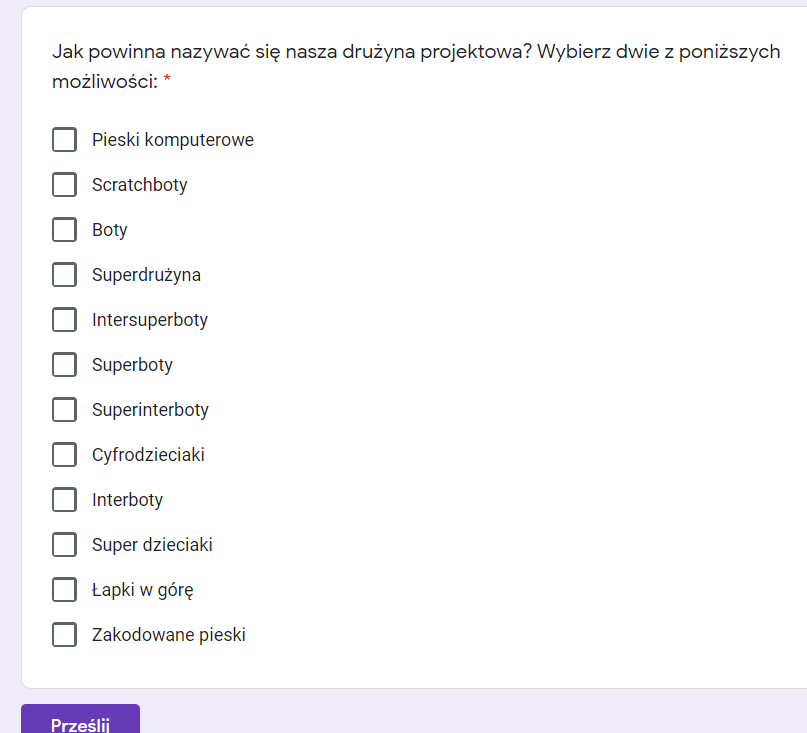 Jak powinna nazywać się nasza drużyna projektowa? Wybierz dwie z poniższych
możliwości: *
Pieski komputerowe
Scratchboty
Boty
Superdrużyna
Intersuperboty
Superboty
Superinterboty
Cyfrodzieciaki
Interboty
Super dzieciaki
Łapki w górę
Zakodowane pieski
Prześlij